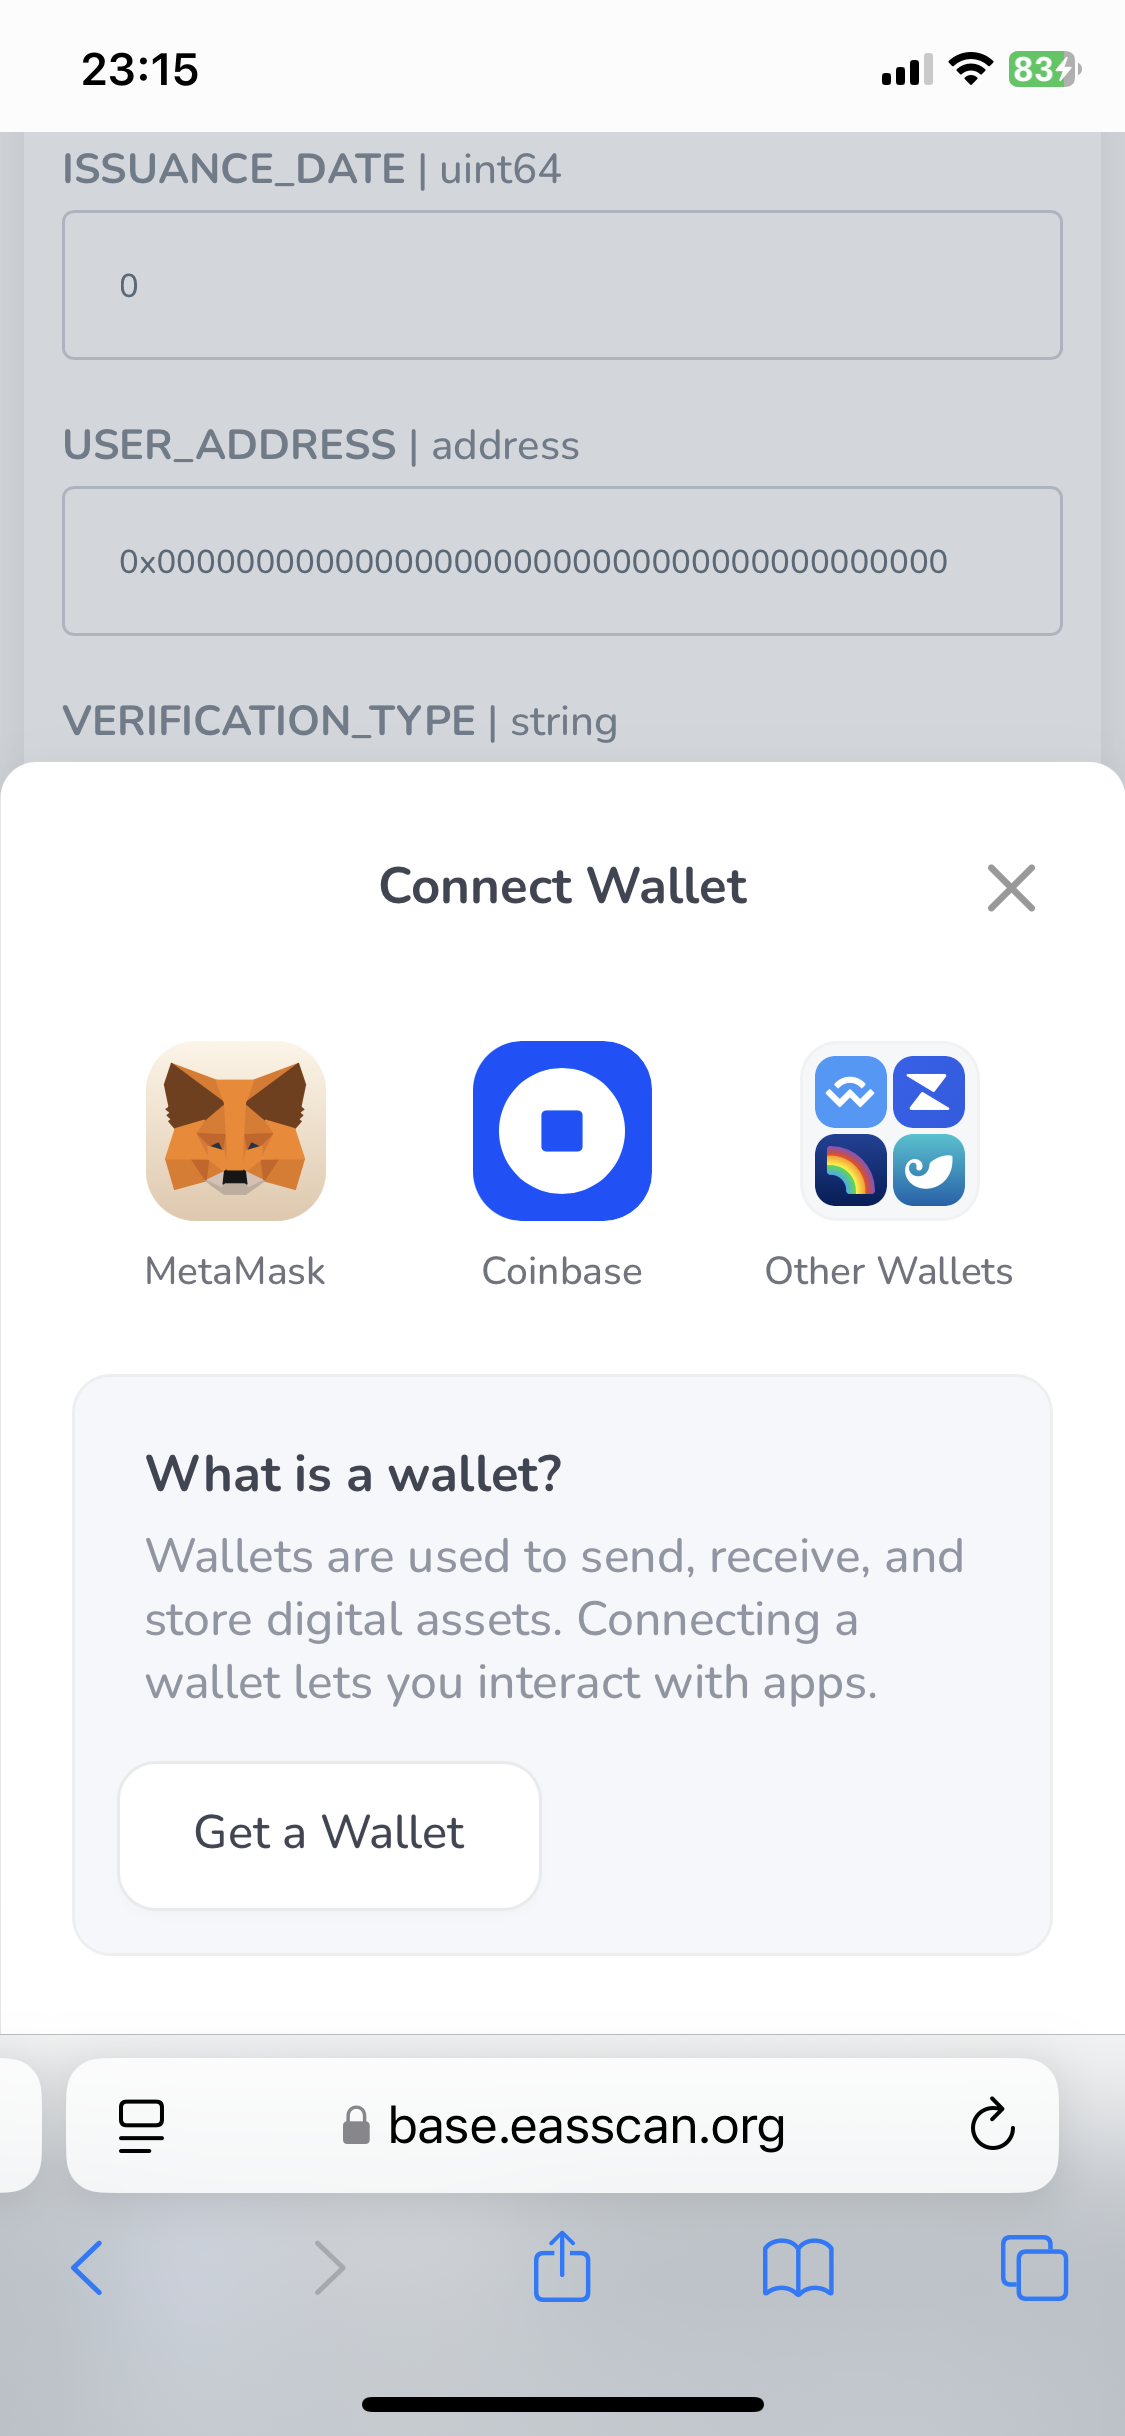 23:15
83
ISSUANCE_DATE | uint64
0
USER_ADDRESS | address
0x0000000000000000000000000000000000000000
VERIFICATION_TYPE | string
Connect Wallet
MetaMask
Coinbase
Other Wallets
What is a wallet?
Wallets are used to send, receive, and
store digital assets. Connecting a
wallet lets you interact with apps.
Get a Wallet
base.easscan.org